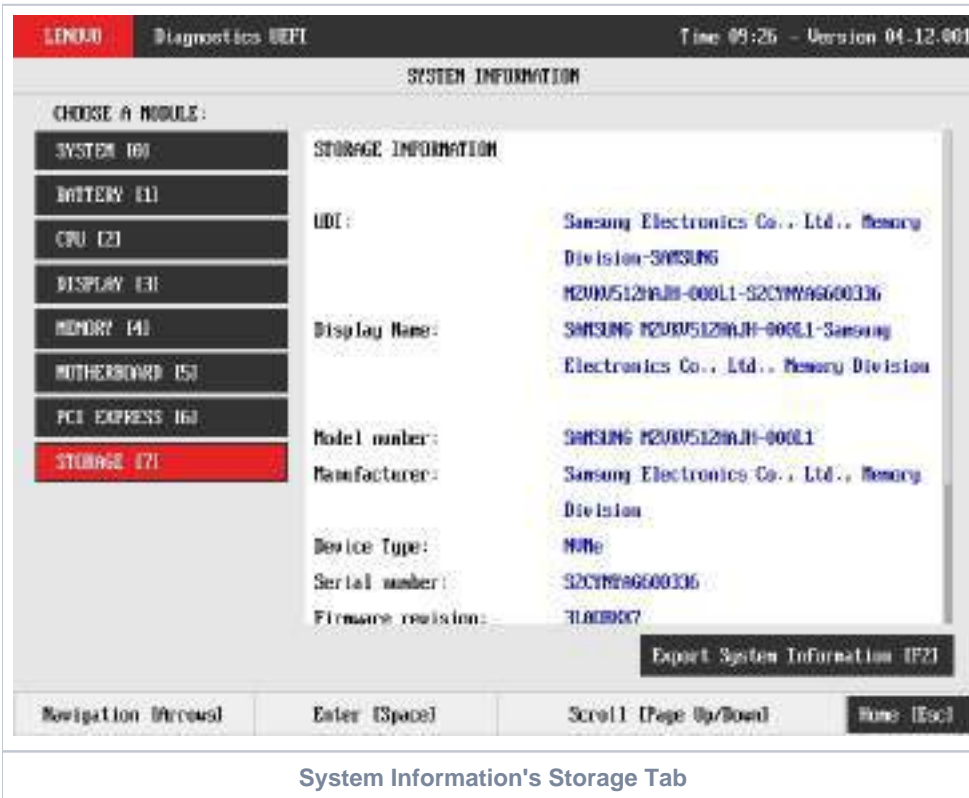 LENOVO Diagnostics UEFI Time 09:26 - Version 04.12.001
SYSTEM INFORMATION
CHOOSE A MODULE:
SYSTEM [0]
BATTERY [1]
CPU [2]
DISPLAY [3]
MEMORY [4]
MOTHERBOARD [5]
PCI EXPRESS [6]
STORAGE [7]
STORAGE INFORMATION
UDI: Samsung Electronics Co., Ltd., Memory
Division-SAMSUNG
MZVKV512HAJH-000L1-S2CYNYAG600336
Display Name: SAMSUNG MZVKV512HAJH-000L1-Samsung
Electronics Co., Ltd., Memory Division
Model number: SAMSUNG MZVKV512HAJH-000L1
Manufacturer: Samsung Electronics Co., Ltd., Memory
Division
Device Type: NVMe
Serial number: S2CYNYAG600336
Firmware revision:
Export System Information [F2]
Navigation [Arrows] Enter [Space] Scroll [Page Up/Down] Home [Esc]
System Information's Storage Tab